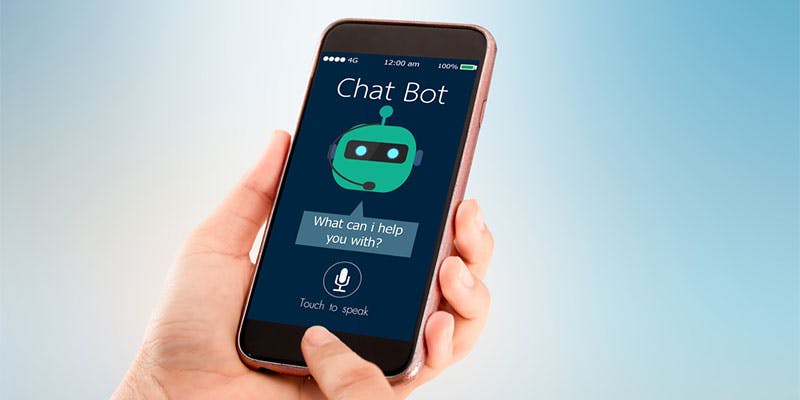 4G 12:00 am 100%
Chat Bot
What can i help
you with?
Touch to speak